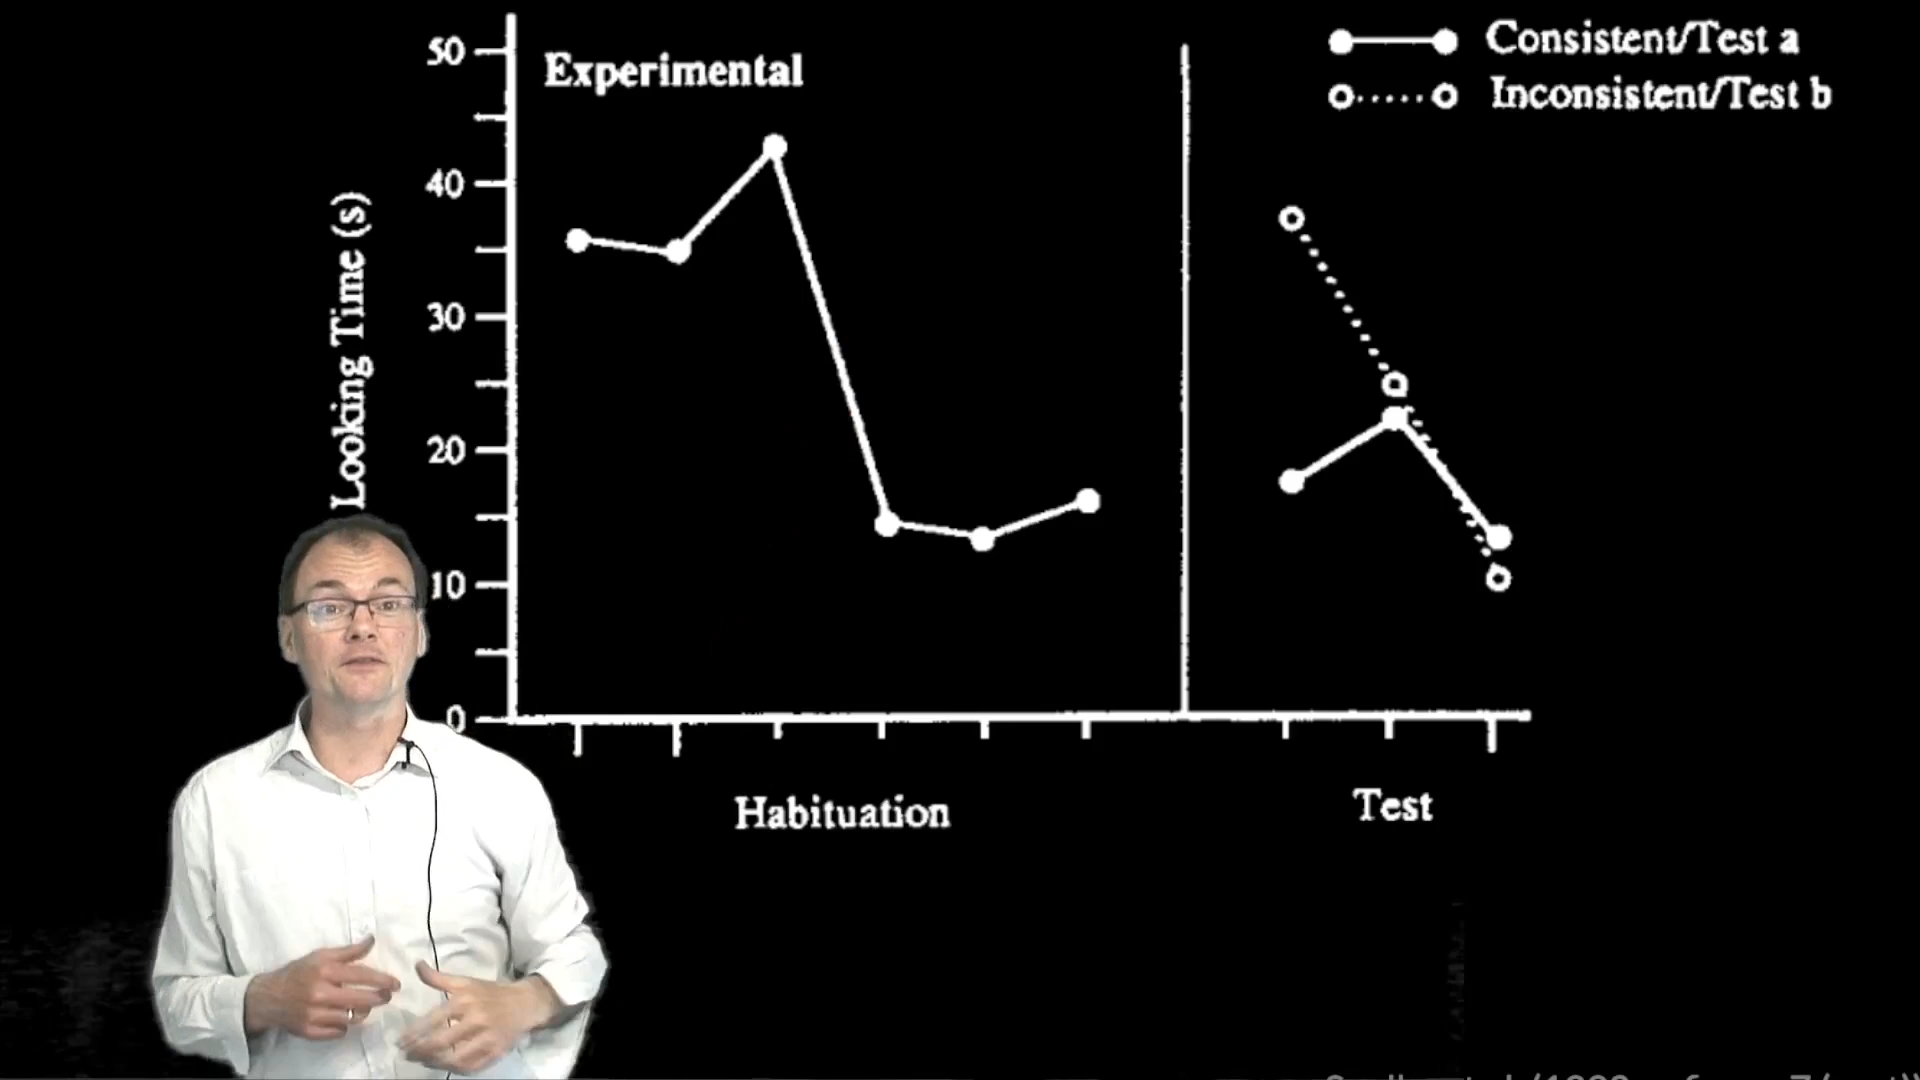 50
Experimental
Consistent/Test a
Inconsistent/Test b
40
30
20
10
0
Looking Time (s)
Habituation
Test